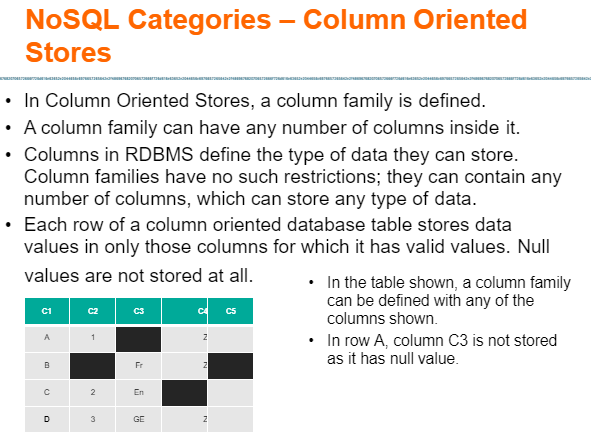 NoSQL Categories – Column Oriented
Stores
• In Column Oriented Stores, a column family is defined.
• A column family can have any number of columns inside it.
• Columns in RDBMS define the type of data they can store.
Column families have no such restrictions; they can contain any
number of columns, which can store any type of data.
• Each row of a column oriented database table stores data
values in only those columns for which it has valid values. Null
values are not stored at all.
• In the table shown, a column family
can be defined with any of the
columns shown.
• In row A, column C3 is not stored
as it has null value.
C1 C2 C3 C4 C5
A 1 Z
B Fr Z
C 2 En
D 3 GE Z